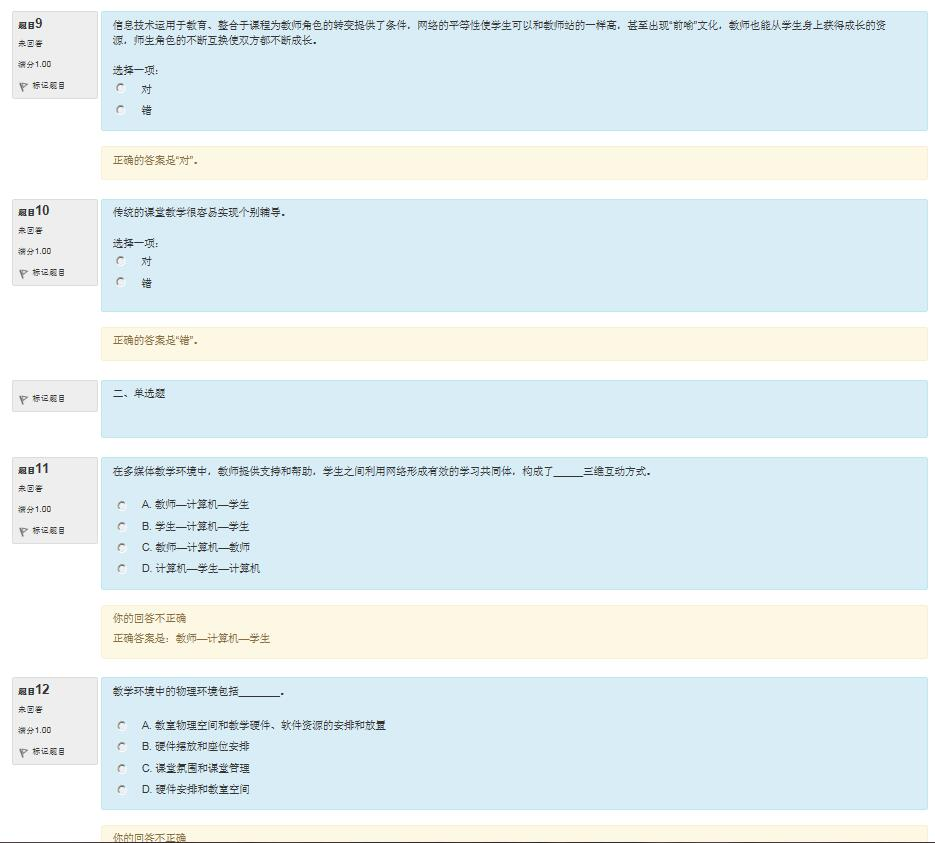 题目9
未回答
满分1.00
标记题目
信息技术运用于教育、整合于课程为教师角色的转变提供了条件，网络的平等性使学生可以和教师站的一样高，甚至出现“前喻”文化，教师也能从学生身上获得成长的资
源，师生角色的不断互换使双方都不断成长。
选择一项：
对
错
正确的答案是“对”。
题目10
未回答
满分1.00
标记题目
传统的课堂教学很容易实现个别辅导。
选择一项：
对
错
正确的答案是“错”。
标记题目
二、单选题
题目11
未回答
满分1.00
标记题目
在多媒体教学环境中，教师提供支持和帮助，学生之间利用网络形成有效的学习共同体，构成了______三维互动方式。
A. 教师—计算机—学生
B. 学生—计算机—学生
C. 教师—计算机—教师
D. 计算机—学生—计算机
你的回答不正确
正确答案是：教师—计算机—学生
题目12
未回答
满分1.00
标记题目
教学环境中的物理环境包括________。
A. 教室物理空间和教学硬件、软件资源的安排和放置
B. 硬件摆放和座位安排
C. 课堂氛围和课堂管理
D. 硬件安排和教室空间
你的回答不正确